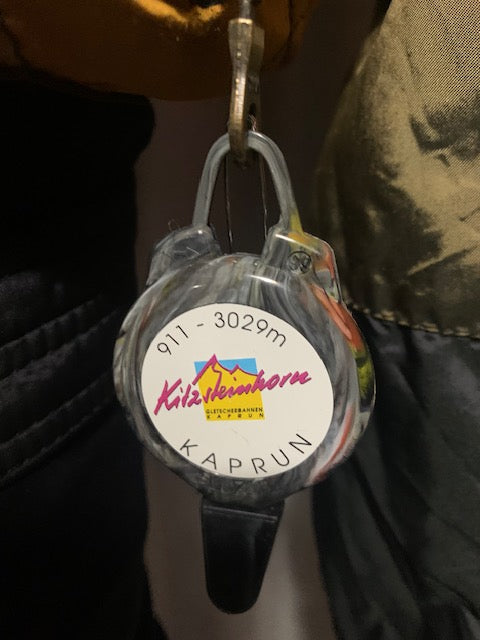 911 - 3029m
Kitzsteinhorn
GLETSCHERBAHNEN
KAPRUN
KAPRUN